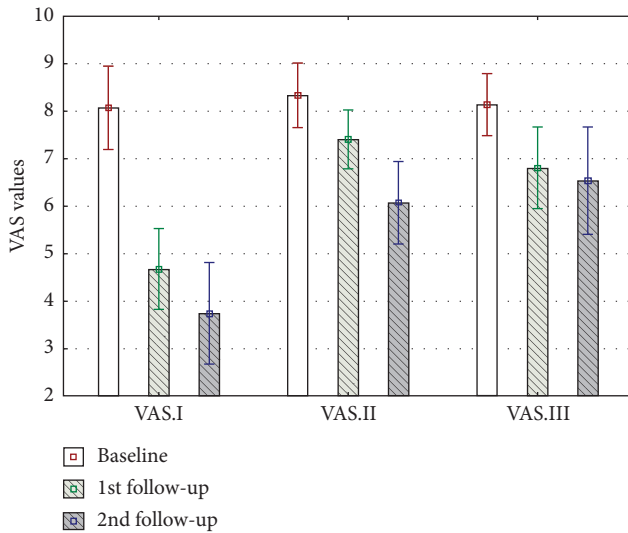 10
9
8
7
6
5
4
3
2
VAS values
VAS.I VAS.II VAS.III
Baseline
1st follow-up
2nd follow-up